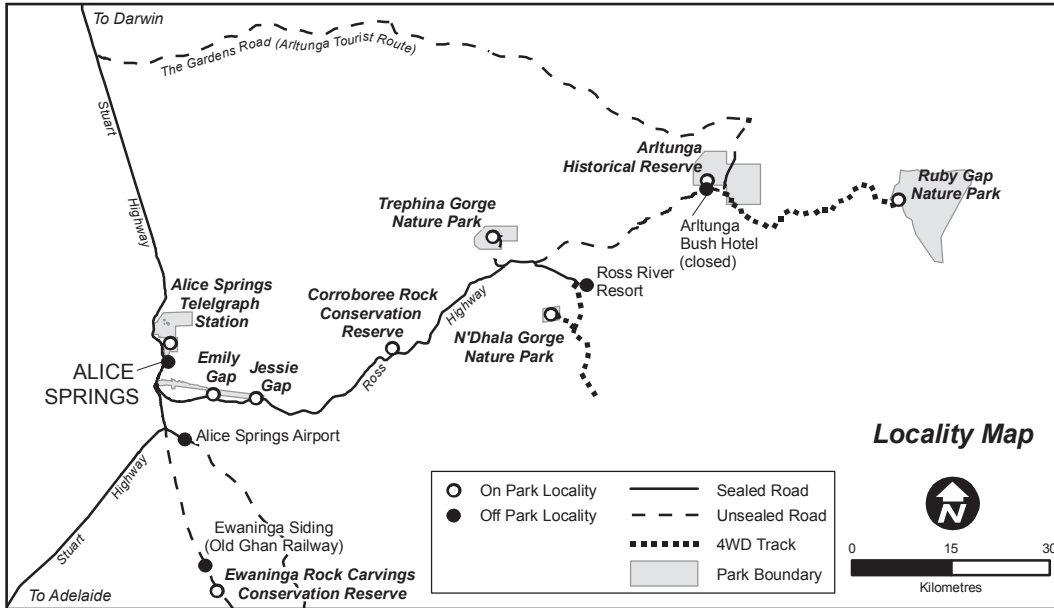 To Darwin
The Gardens Road (Arltunga Tourist Route)
Stuart
Highway
Arltunga
Historical Reserve
Ruby Gap
Nature Park
Trephina Gorge
Nature Park
Arltunga
Bush Hotel
(closed)
Ross River
Resort
Alice Springs
Telelgraph
Station
Corroboree Rock
Conservation
Reserve
Highway
Ross
N'Dhala Gorge
Nature Park
ALICE
SPRINGS
Emily
Gap
Jessie
Gap
Alice Springs Airport
Locality Map
Highway
Stuart
Ewaninga Siding
(Old Ghan Railway)
Ewaninga Rock Carvings
Conservation Reserve
To Adelaide
On Park Locality
Off Park Locality
Sealed Road
Unsealed Road
4WD Track
Park Boundary
N
0 15 30
Kilometres